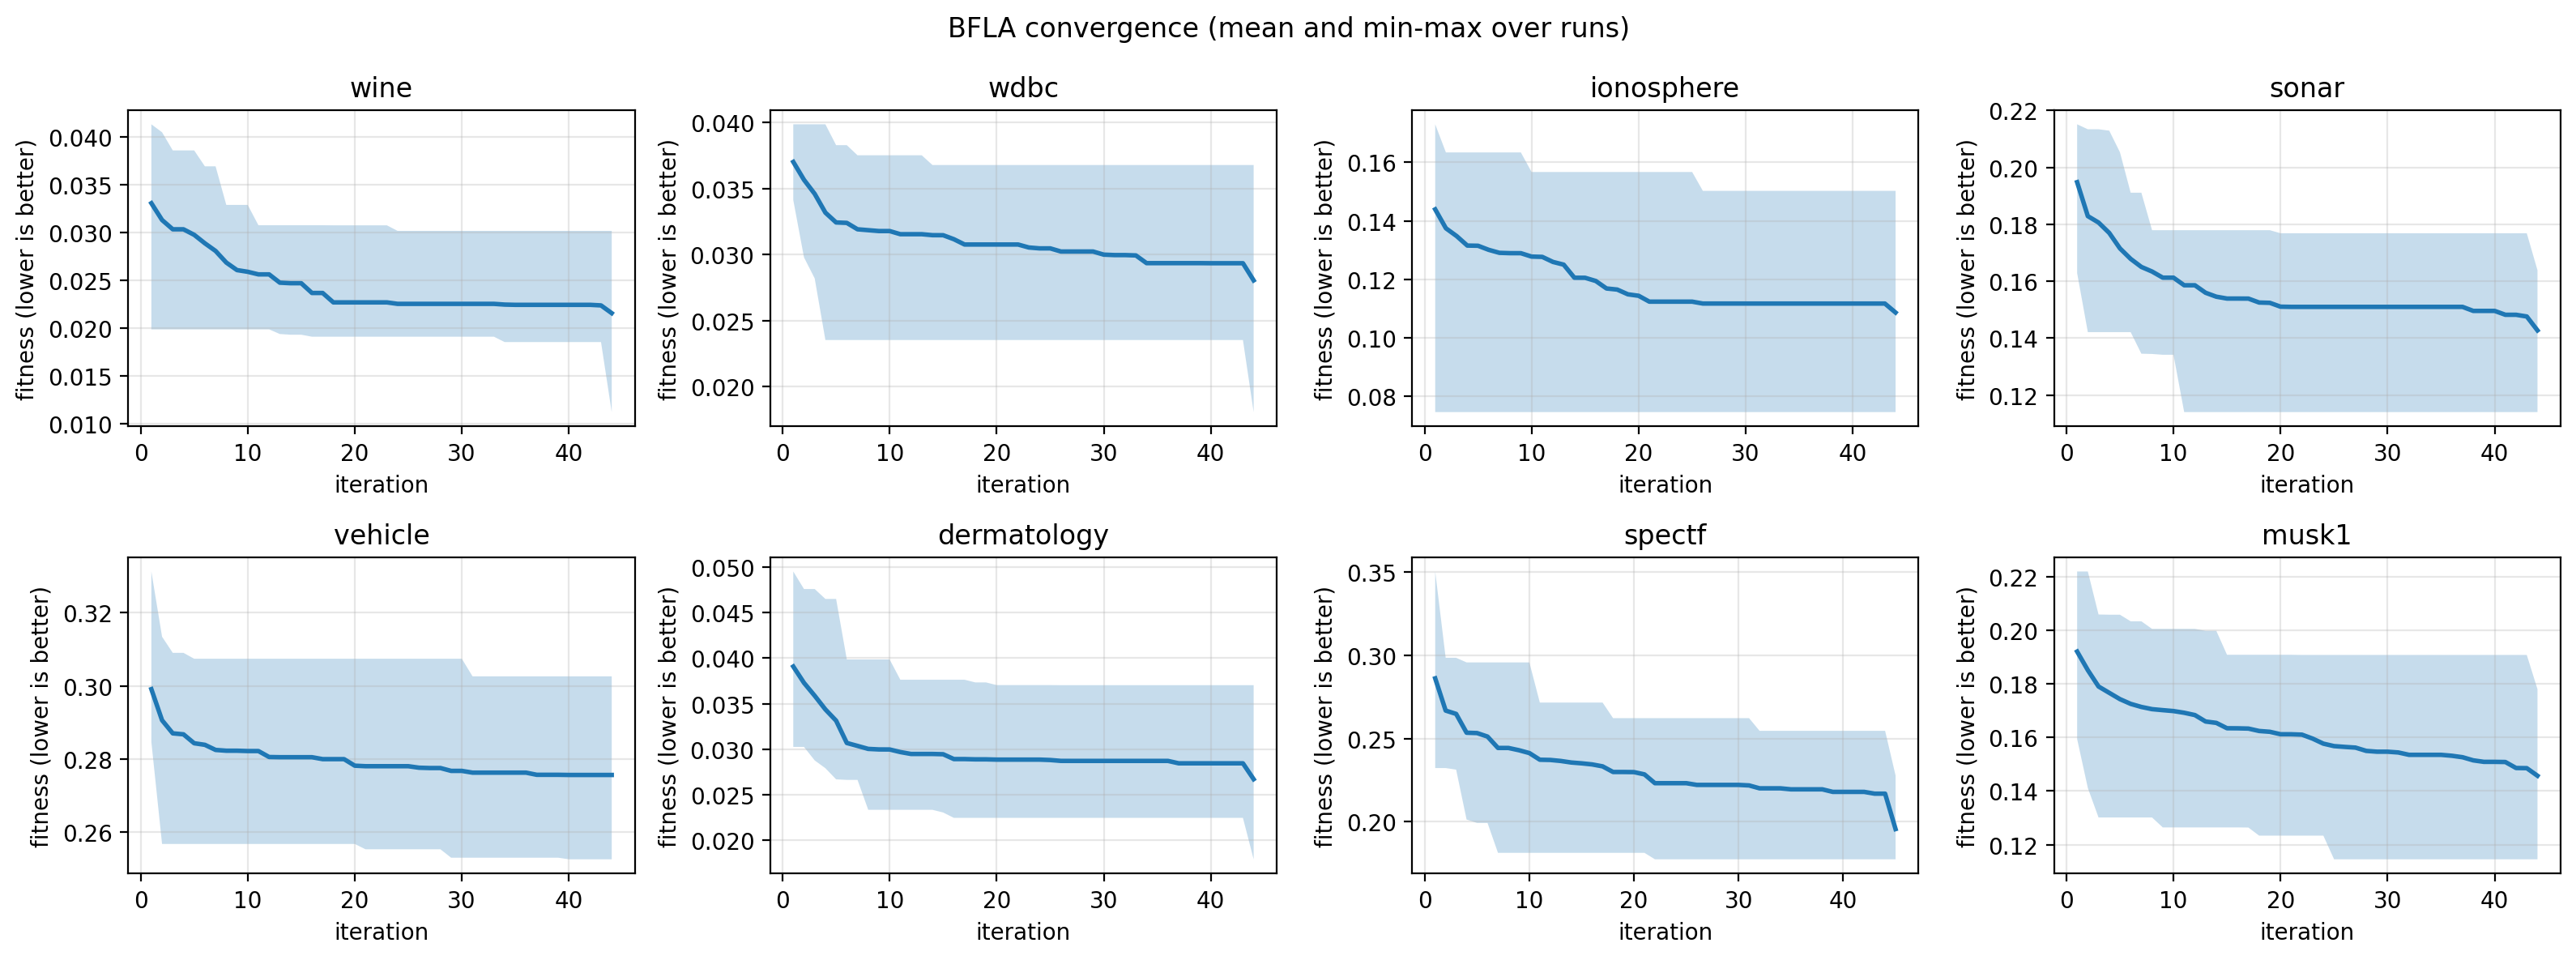 BFLA convergence (mean and min-max over runs)
wine
fitness (lower is better)
0.040
0.035
0.030
0.025
0.020
0.015
0.010
0 10 20 30 40
iteration
wdbc
fitness (lower is better)
0.040
0.035
0.030
0.025
0.020
0 10 20 30 40
iteration
ionosphere
fitness (lower is better)
0.16
0.14
0.12
0.10
0.08
0 10 20 30 40
iteration
sonar
fitness (lower is better)
0.22
0.20
0.18
0.16
0.14
0.12
0 10 20 30 40
iteration
vehicle
fitness (lower is better)
0.32
0.30
0.28
0.26
0 10 20 30 40
iteration
dermatology
fitness (lower is better)
0.050
0.045
0.040
0.035
0.030
0.025
0.020
0 10 20 30 40
iteration
spectf
fitness (lower is better)
0.35
0.30
0.25
0.20
0 10 20 30 40
iteration
musk1
fitness (lower is better)
0.22
0.20
0.18
0.16
0.14
0.12
0 10 20 30 40
iteration